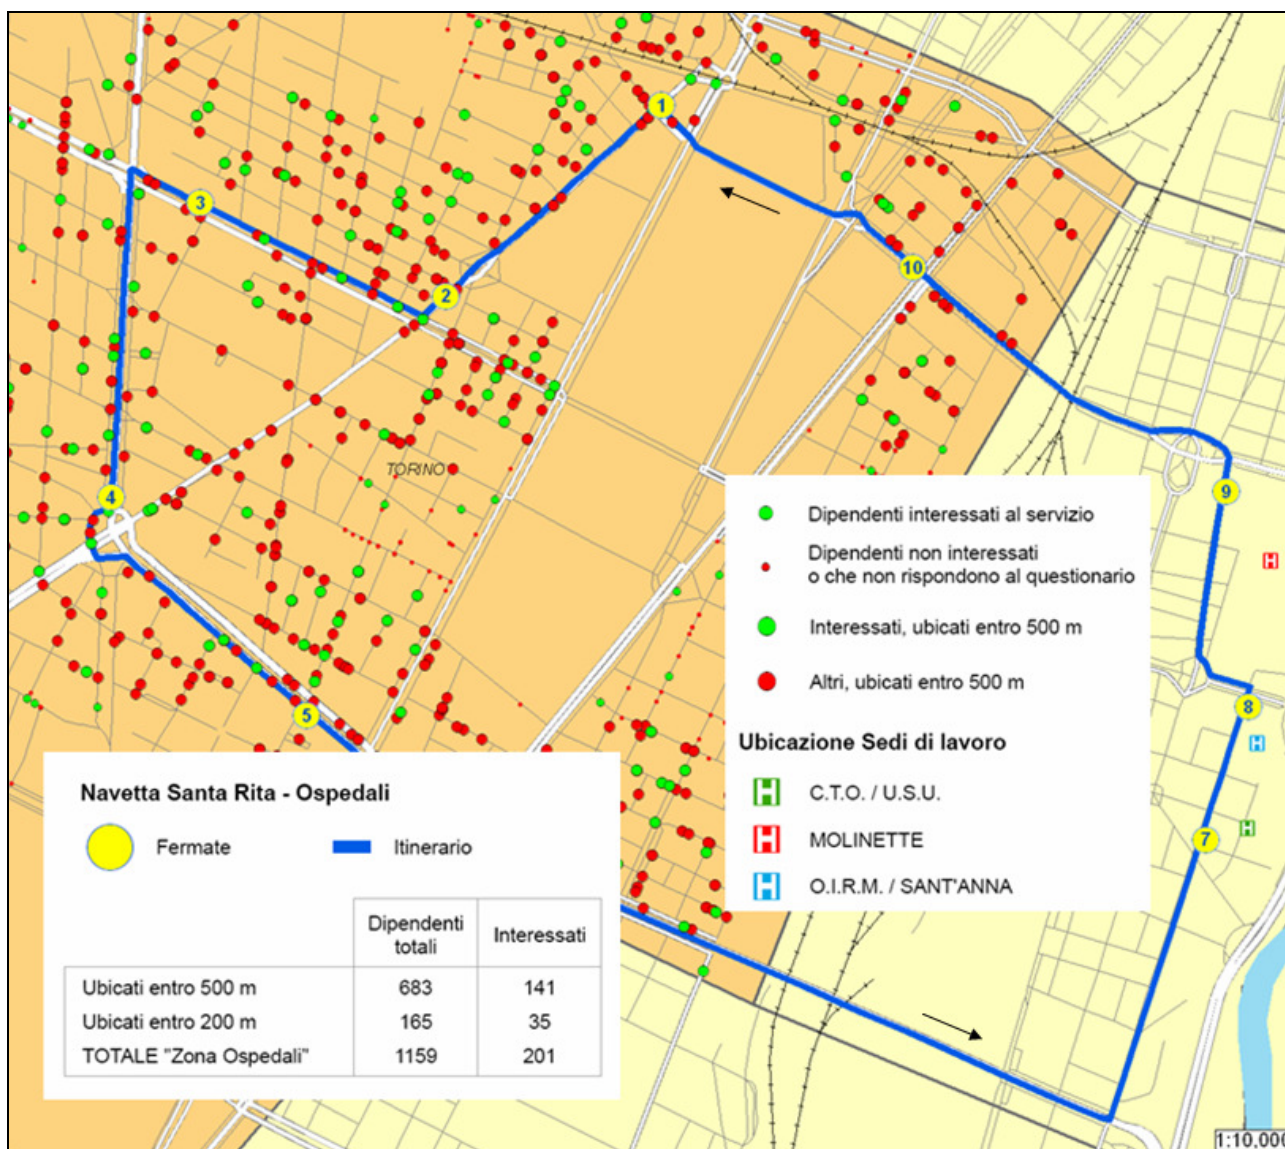 1
3
10
2
TORINO
4
9
5
8
7
Dipendenti interessati al servizio
Dipendenti non interessati
o che non rispondono al questionario
Interessati, ubicati entro 500 m
Altri, ubicati entro 500 m
Ubicazione Sedi di lavoro
H C.T.O. / U.S.U.
H MOLINETTE
H O.I.R.M. / SANT'ANNA
H
H
H
Navetta Santa Rita - Ospedali
Fermate Itinerario
Dipendenti
totali Interessati
Ubicati entro 500 m 683 141
Ubicati entro 200 m 165 35
TOTALE "Zona Ospedali" 1159 201
1:10,000